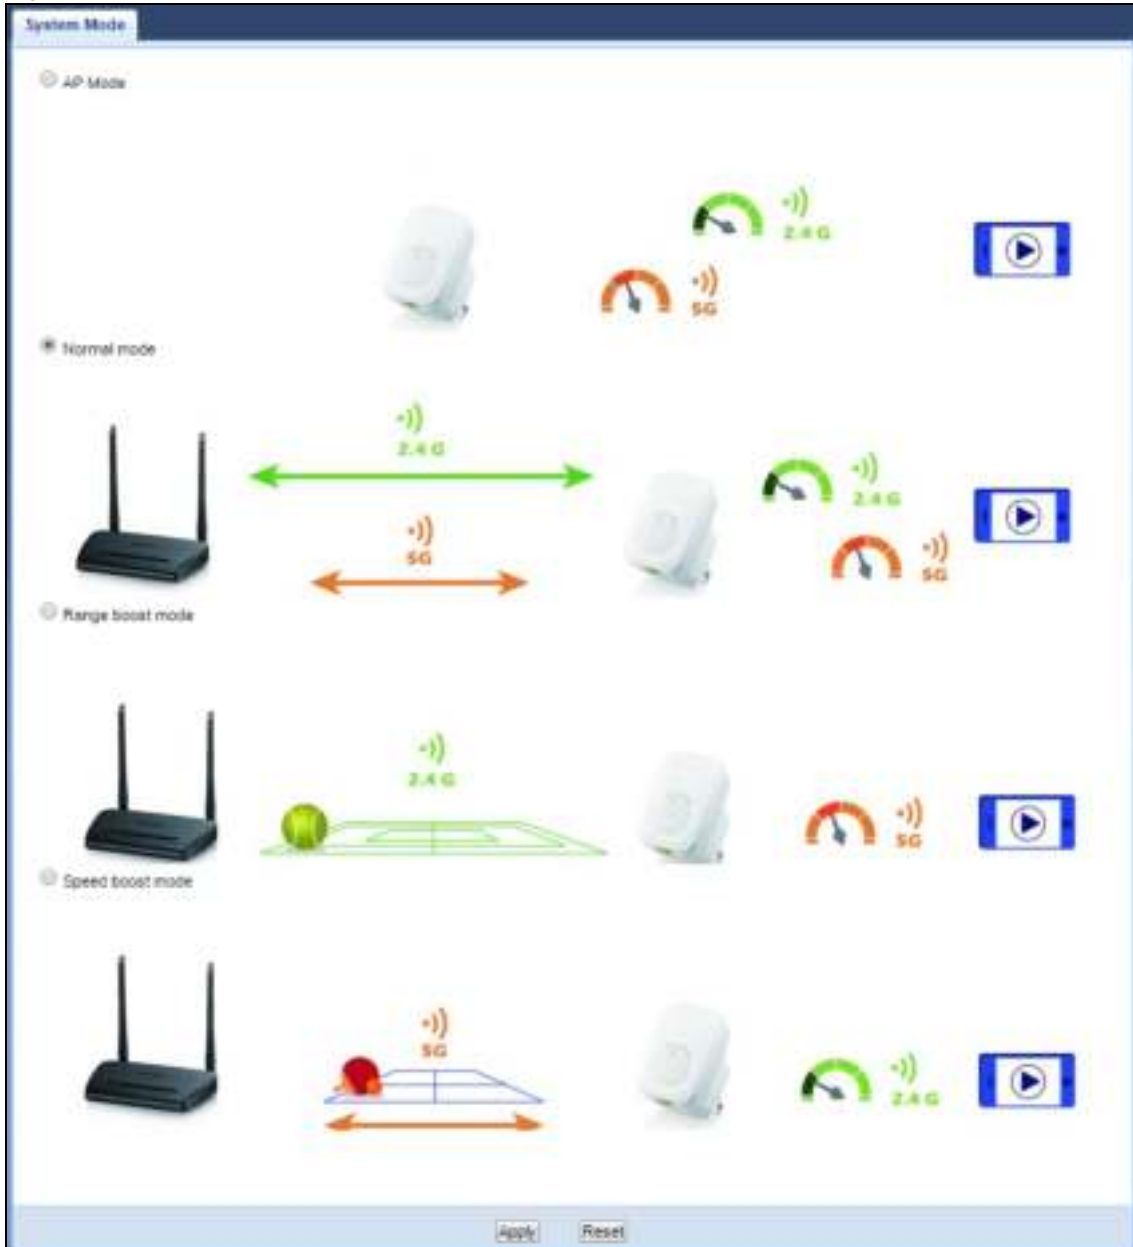 System Mode
AP Mode
2.4 G
5G
Normal mode
2.4 G
5G
2.4 G
5G
Range boost mode
2.4 G
5G
Speed boost mode
5G
2.4 G
Apply Reset